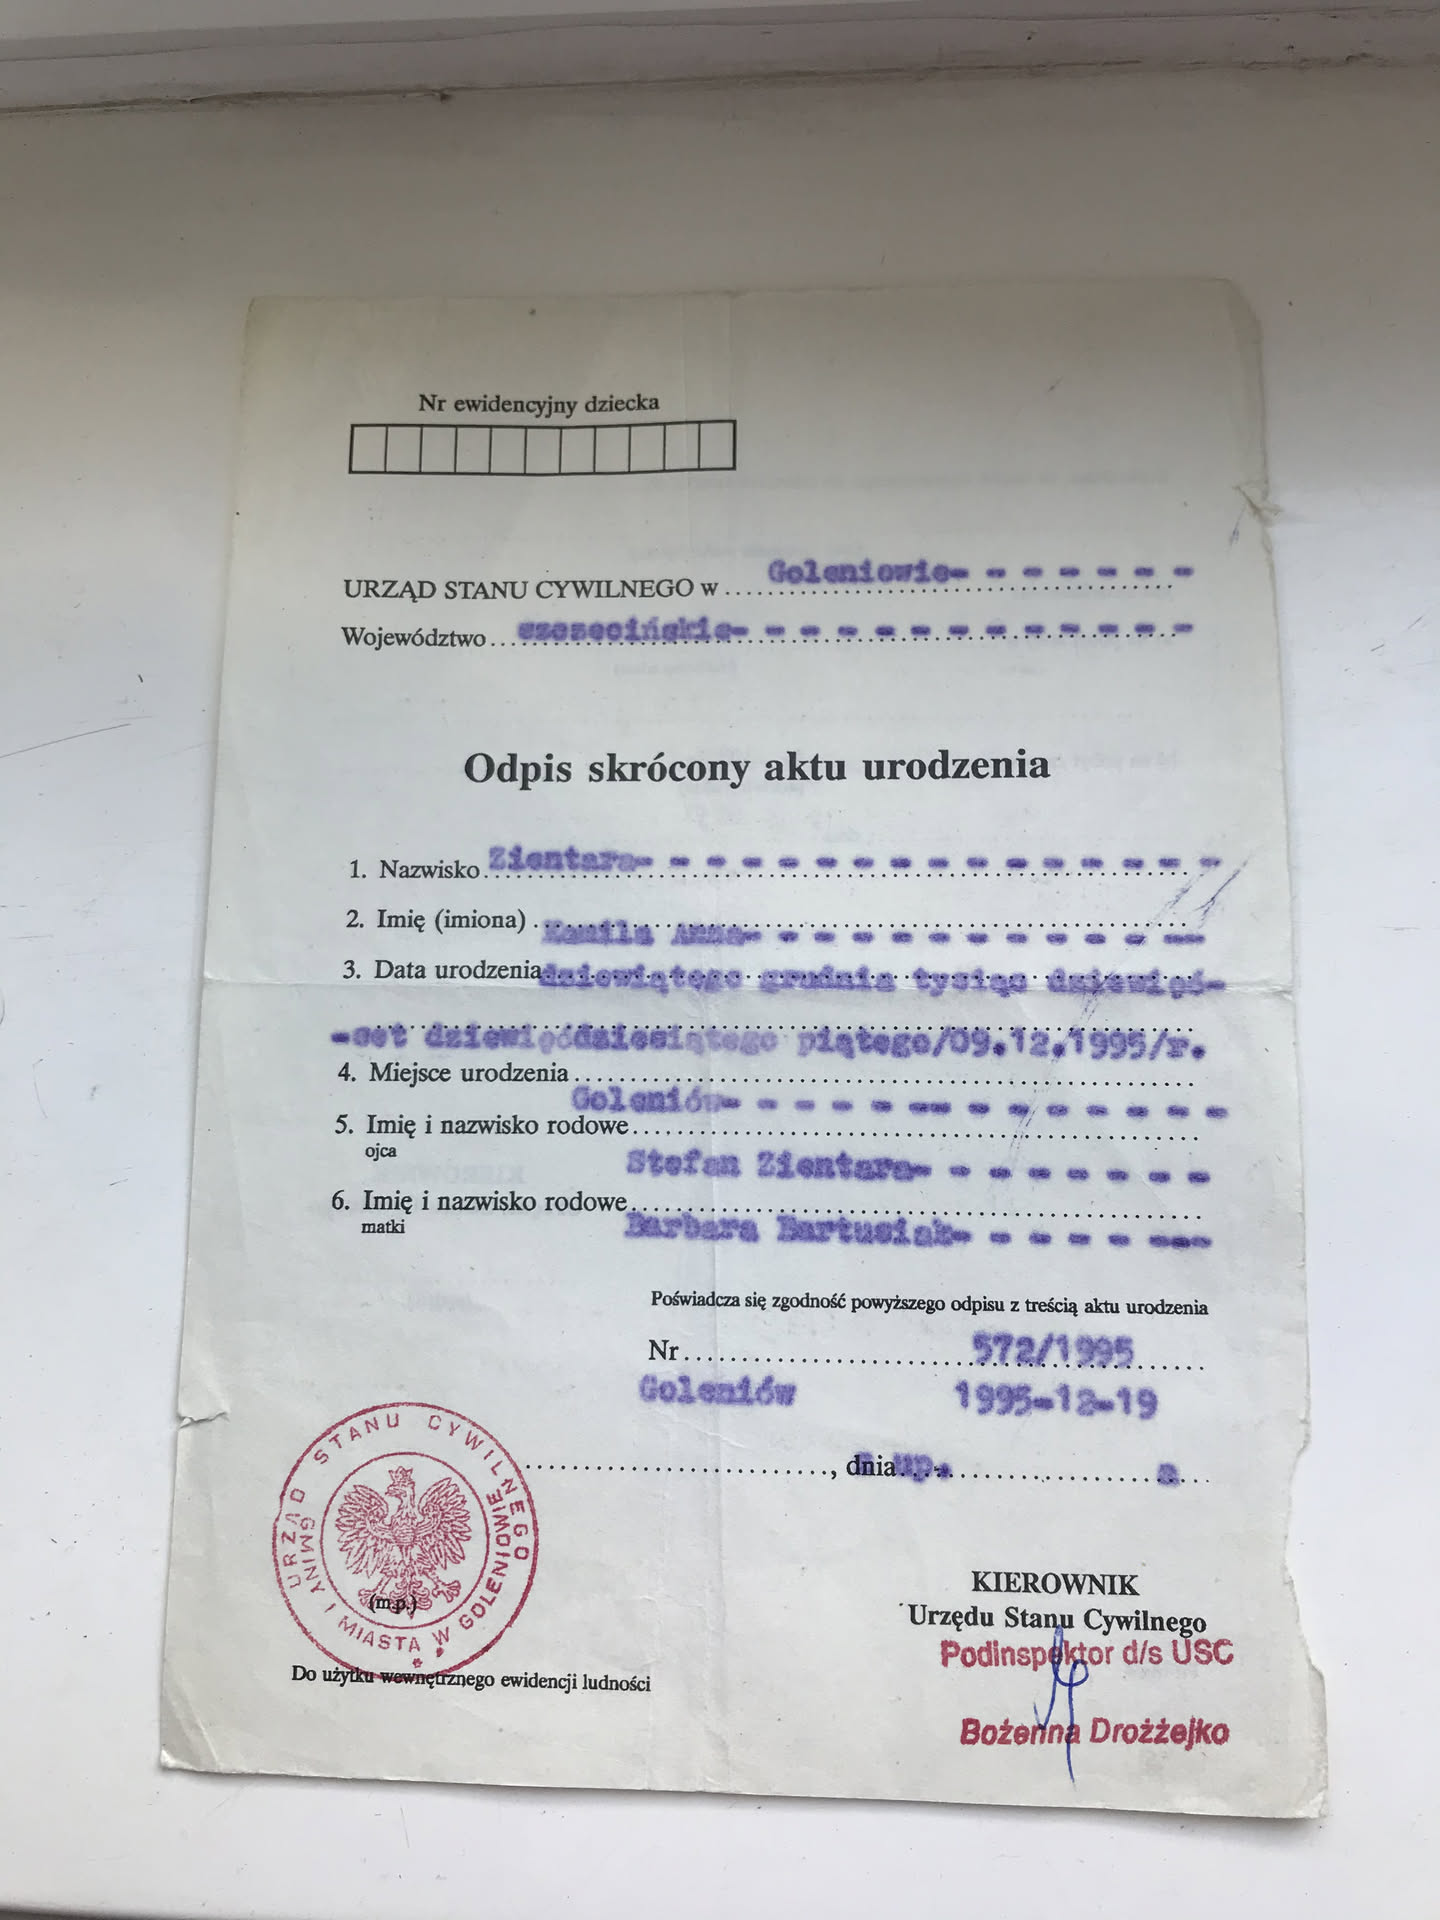 Nr ewidencyjny dziecka
URZĄD STANU CYWILNEGO w Goleniowie
Województwo szczecińskie
Odpis skrócony aktu urodzenia
1. Nazwisko Zientara
2. Imię (imiona) Kamila Anna
3. Data urodzenia dziewiątego grudnia tysiąc dziewięć-
-set dziewięćdziesiątego piątego/09.12.1995/r.
4. Miejsce urodzenia
Goleniów
5. Imię i nazwisko rodowe
ojca Stefan Zientara
6. Imię i nazwisko rodowe
matki Barbara Bartusiak
Poświadcza się zgodność powyższego odpisu z treścią aktu urodzenia
Nr 572/1995
Goleniów 1995-12-19
, dnia up. a
URZĄD STANU CYWILNEGO
GMINY I MIASTA W GOLENIOWIE
(m.p.)
KIEROWNIK
Urzędu Stanu Cywilnego
Podinspektor d/s USC
Do użytku wewnętrznego ewidencji ludności
Bożenna Drożżejko